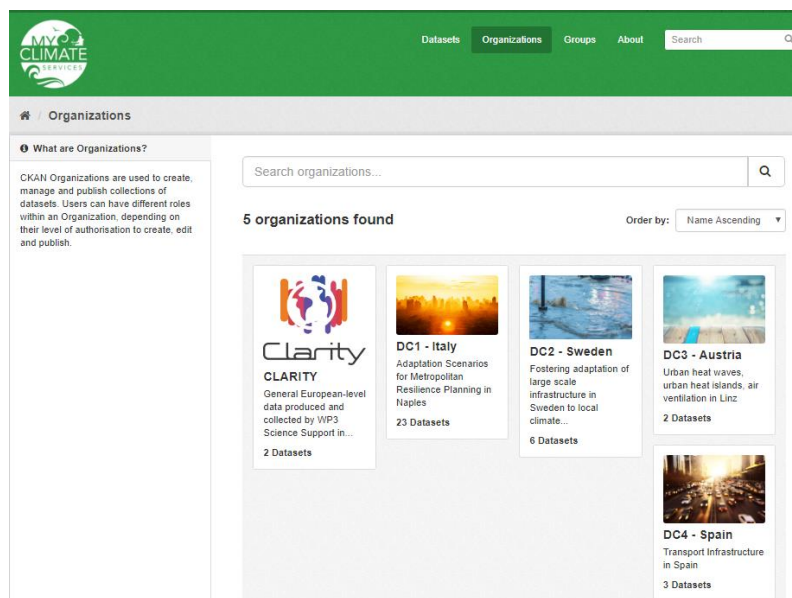 MY
CLIMATE
SERVICES
Datasets
Organizations
Groups
About
Search
/ Organizations
What are Organizations?
CKAN Organizations are used to create,
manage and publish collections of
datasets. Users can have different roles
within an Organization, depending on
their level of authorisation to create, edit
and publish.
Search organizations...
5 organizations found
Order by:
Name Ascending
Clarity
CLARITY
General European-level
data produced and
collected by WP3
Science Support in...
2 Datasets
DC1 - Italy
Adaptation Scenarios
for Metropolitan
Resilience Planning in
Naples
23 Datasets
DC2 - Sweden
Fostering adaptation of
large scale
infrastructure in
Sweden to local
climate...
6 Datasets
DC3 - Austria
Urban heat waves,
urban heat islands, air
ventilation in Linz
2 Datasets
DC4 - Spain
Transport Infrastructure
in Spain
3 Datasets